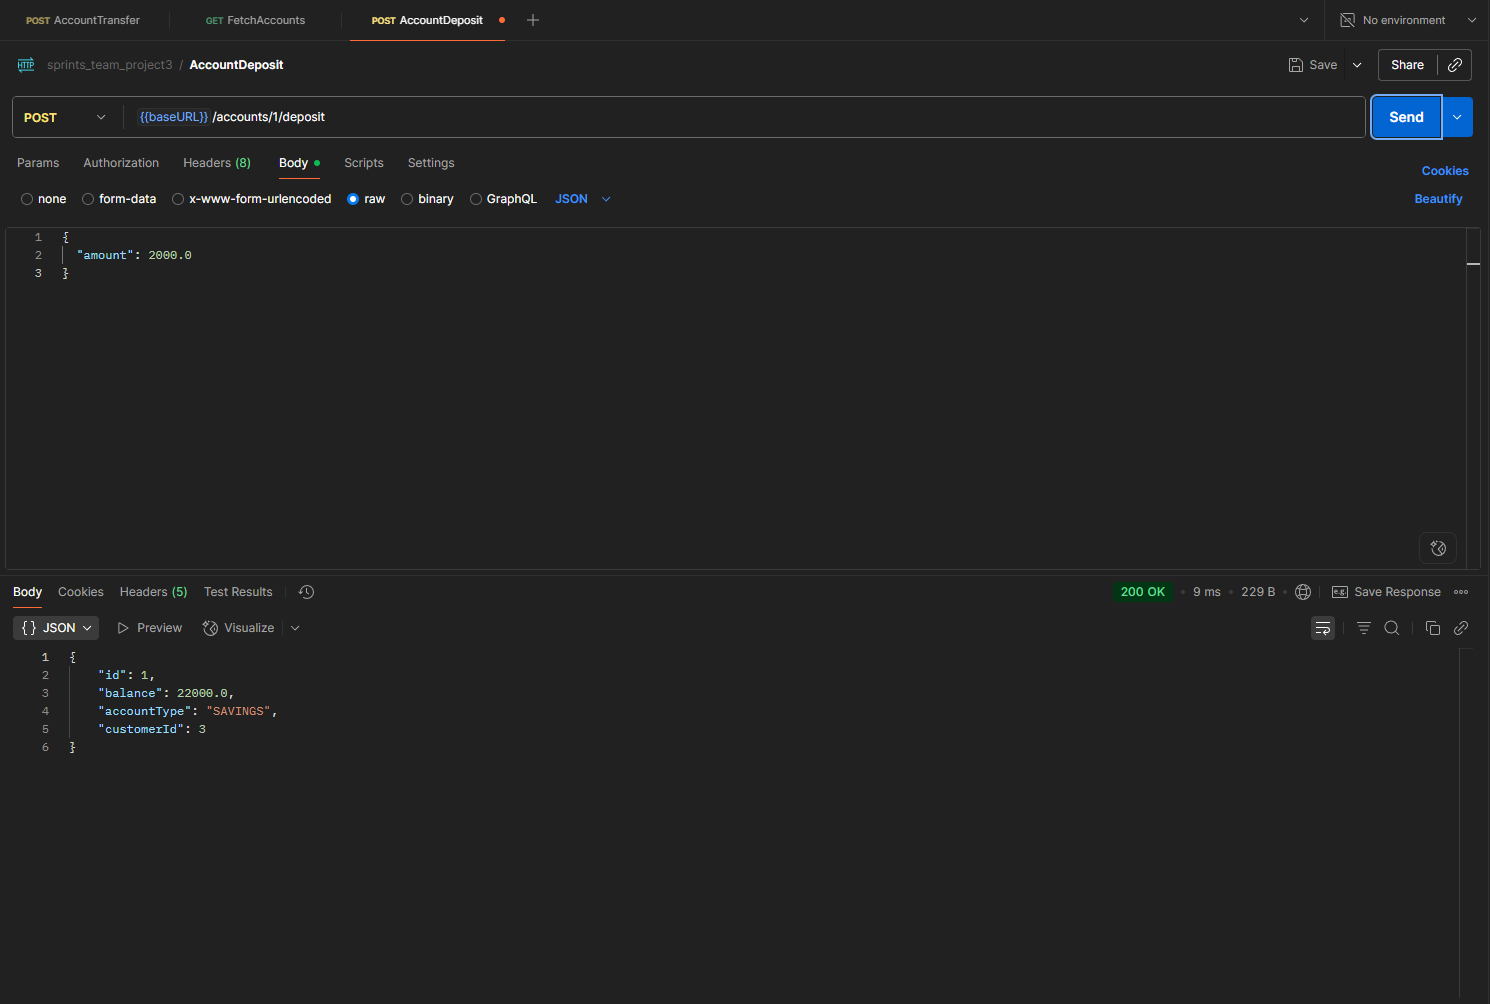 POST AccountTransfer
GET FetchAccounts
POST AccountDeposit
No environment
HTTP sprints_team_project3 / AccountDeposit
Save
Share
POST
{{baseURL}} /accounts/1/deposit
Send
Params
Authorization
Headers (8)
Body
Scripts
Settings
Cookies
none
form-data
x-www-form-urlencoded
raw
binary
GraphQL
JSON
Beautify
1 {
2 "amount": 2000.0
3 }
Body
Cookies
Headers (5)
Test Results
200 OK
9 ms
229 B
e.g. Save Response
{} JSON
Preview
Visualize
1 {
2 "id": 1,
3 "balance": 22000.0,
4 "accountType": "SAVINGS",
5 "customerId": 3
6 }